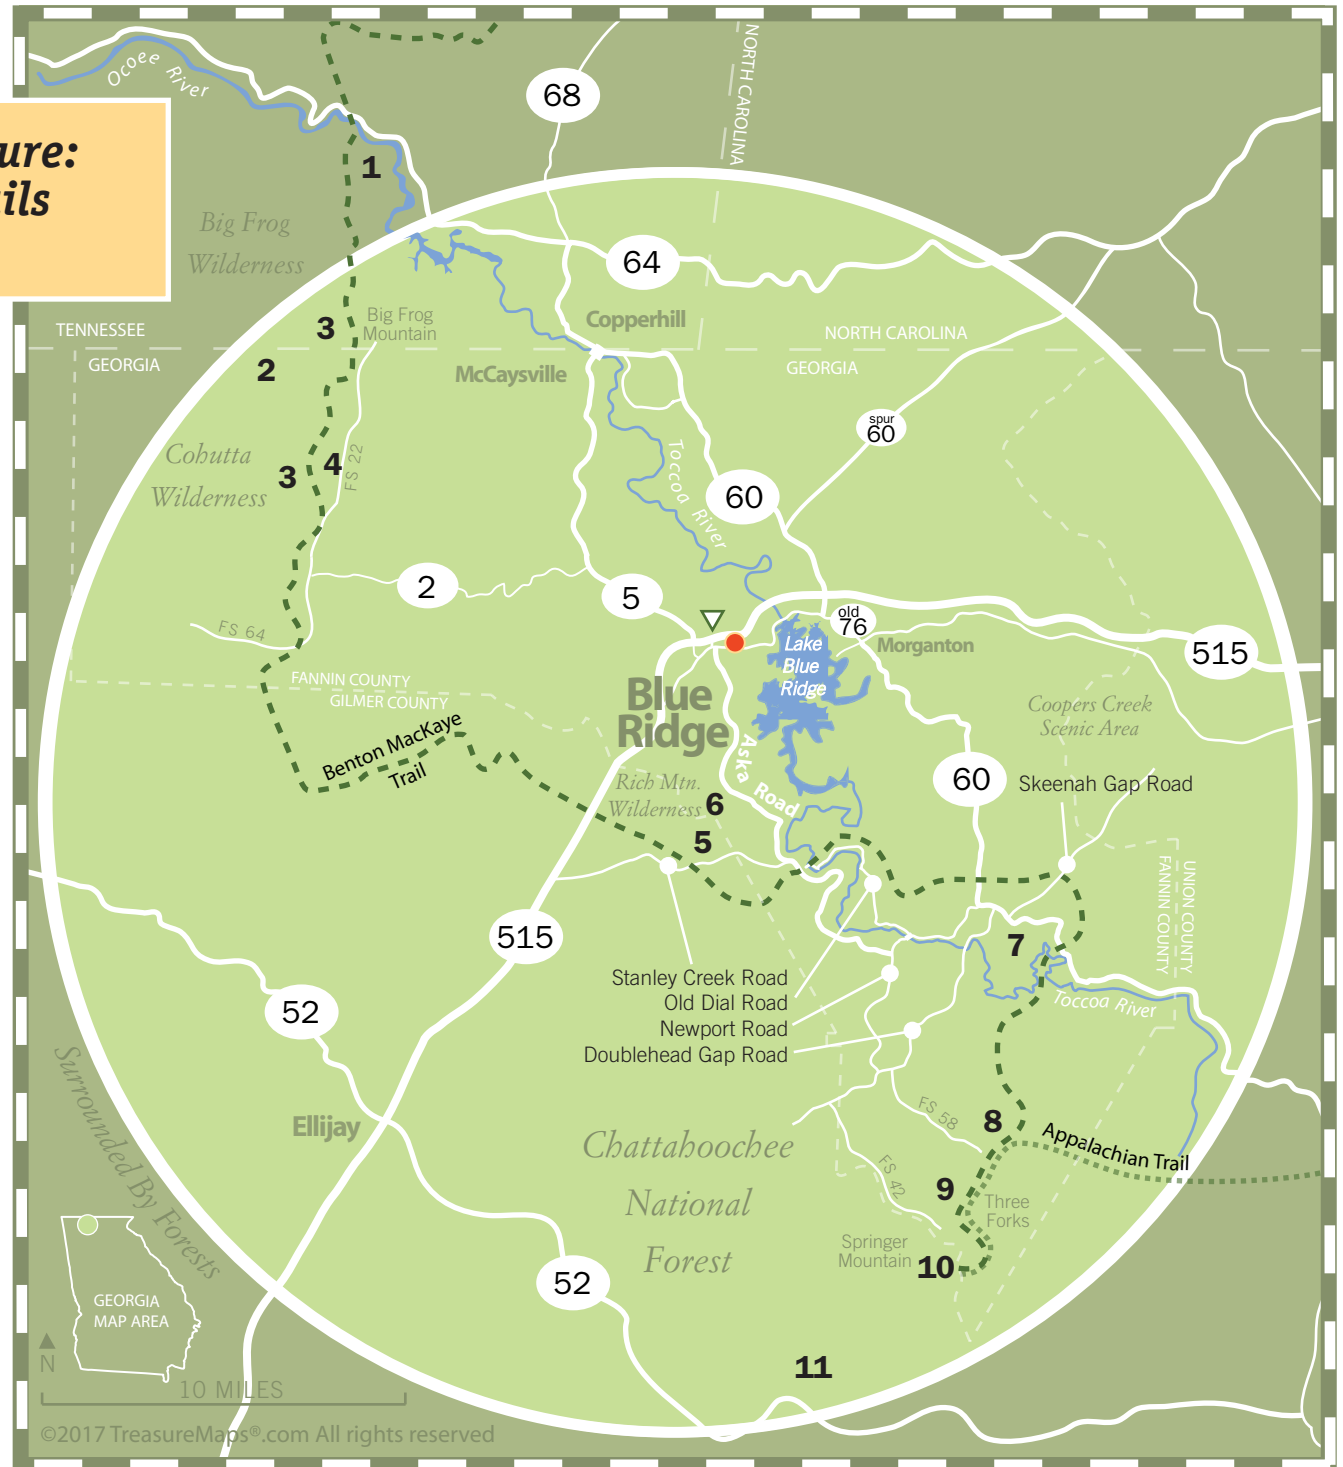 Ocoee River
68
NORTH CAROLINA
ure:
ils
1
Big Frog
Wilderness
64
Copperhill
3
Big Frog
Mountain
TENNESSEE
GEORGIA
NORTH CAROLINA
GEORGIA
2
McCaysville
spur
60
Cohutta
Wilderness
3
4
FS 22
Toccoa River
60
2
5
old
76
FS 64
Lake
Blue
Ridge
Morganton
515
FANNIN COUNTY
GILMER COUNTY
Blue
Ridge
Coopers Creek
Scenic Area
Benton MacKaye
Trail
Aska Road
Rich Mtn.
Wilderness
6
60
Skeenah Gap Road
5
UNION COUNTY
FANNIN COUNTY
515
7
Stanley Creek Road
Old Dial Road
Newport Road
Doublehead Gap Road
Toccoa River
52
Surrounded By Forests
Ellijay
FS 58
8
Appalachian Trail
Chattahoochee
National
Forest
FS 42
9
Three
Forks
Springer
Mountain
10
52
GEORGIA
MAP AREA
N
11
10 MILES
©2017 TreasureMaps®.com All rights reserved